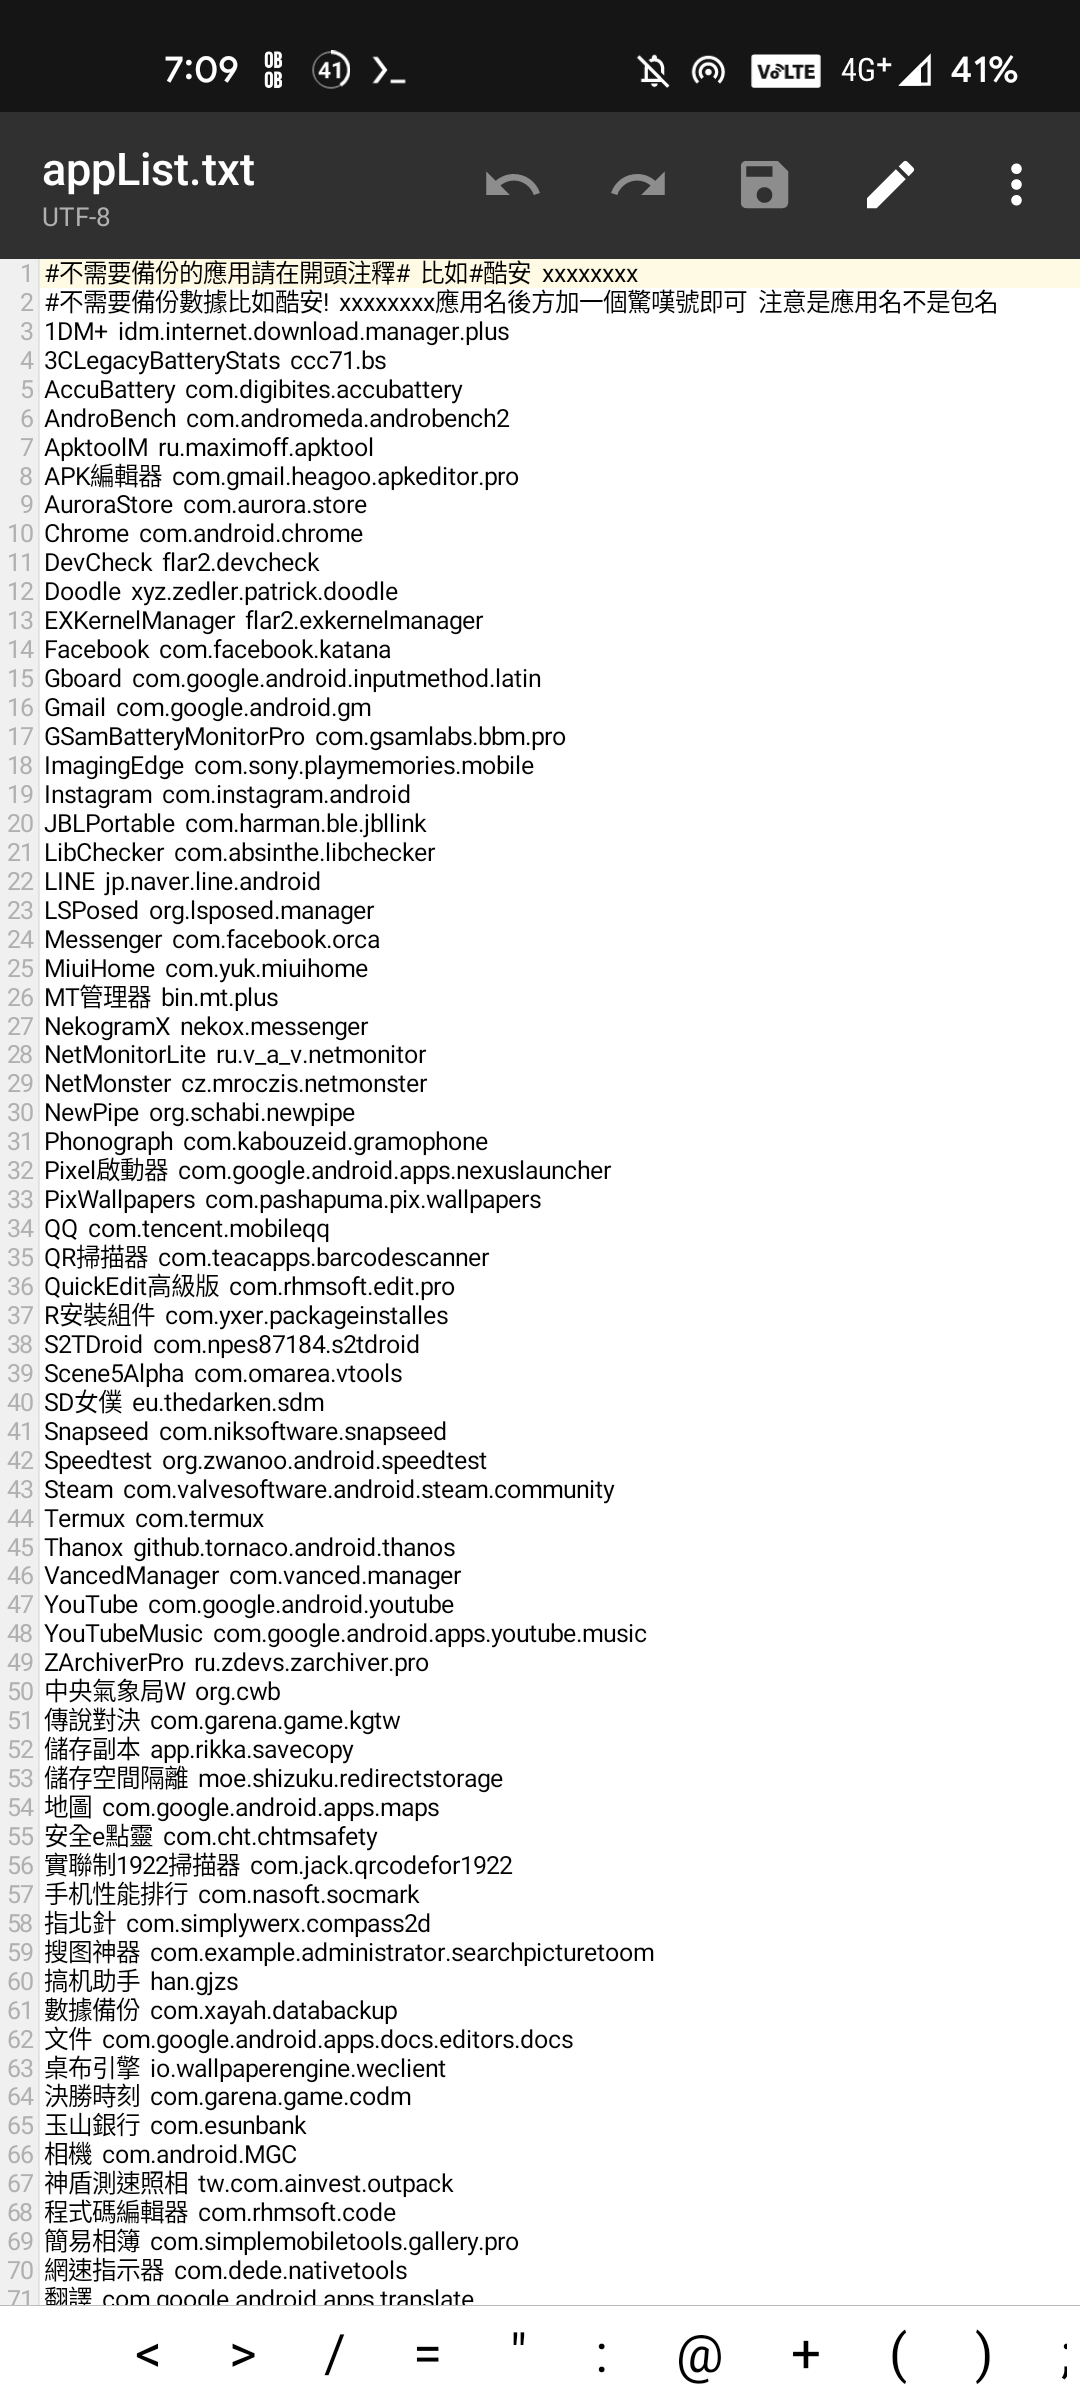 7:09 OB OB 41 VoLTE 4G+ 41%
appList.txt
UTF-8
1 #不需要備份的應用請在開頭注釋# 比如#酷安 xxxxxxxx
2 #不需要備份數據比如酷安! xxxxxxxx應用名後方加一個驚嘆號即可 注意是應用名不是包名
3 1DM+ idm.internet.download.manager.plus
4 3CLegacyBatteryStats ccc71.bs
5 AccuBattery com.digibites.accubattery
6 AndroBench com.andromeda.androbench2
7 ApktoolM ru.maximoff.apktool
8 APK編輯器 com.gmail.heagoo.apkeditor.pro
9 AuroraStore com.aurora.store
10 Chrome com.android.chrome
11 DevCheck flar2.devcheck
12 Doodle xyz.zedler.patrick.doodle
13 EXKernelManager flar2.exkernelmanager
14 Facebook com.facebook.katana
15 Gboard com.google.android.inputmethod.latin
16 Gmail com.google.android.gm
17 GSamBatteryMonitorPro com.gsamlabs.bbm.pro
18 ImagingEdge com.sony.playmemories.mobile
19 Instagram com.instagram.android
20 JBLPortable com.harman.ble.jbllink
21 LibChecker com.absinthe.libchecker
22 LINE jp.naver.line.android
23 LSPosed org.lsposed.manager
24 Messenger com.facebook.orca
25 MiuiHome com.yuk.miuihome
26 MT管理器 bin.mt.plus
27 NekogramX nekox.messenger
28 NetMonitorLite ru.v_a_v.netmonitor
29 NetMonster cz.mroczis.netmonster
30 NewPipe org.schabi.newpipe
31 Phonograph com.kabouzeid.gramophone
32 Pixel啟動器 com.google.android.apps.nexuslauncher
33 PixWallpapers com.pashapuma.pix.wallpapers
34 QQ com.tencent.mobileqq
35 QR掃描器 com.teacapps.barcodescanner
36 QuickEdit高級版 com.rhmsoft.edit.pro
37 R安裝組件 com.yxer.packageinstalles
38 S2TDroid com.npes87184.s2tdroid
39 Scene5Alpha com.omarea.vtools
40 SD女僕 eu.thedarken.sdm
41 Snapseed com.niksoftware.snapseed
42 Speedtest org.zwanoo.android.speedtest
43 Steam com.valvesoftware.android.steam.community
44 Termux com.termux
45 Thanox github.tornaco.android.thanos
46 VancedManager com.vanced.manager
47 YouTube com.google.android.youtube
48 YouTubeMusic com.google.android.apps.youtube.music
49 ZArchiverPro ru.zdevs.zarchiver.pro
50 中央氣象局W org.cwb
51 傳說對決 com.garena.game.kgtw
52 儲存副本 app.rikka.savecopy
53 儲存空間隔離 moe.shizuku.redirectstorage
54 地圖 com.google.android.apps.maps
55 安全e點靈 com.cht.chtmsafety
56 實聯制1922掃描器 com.jack.qrcodefor1922
57 手机性能排行 com.nasoft.socmark
58 指北針 com.simplywerx.compass2d
59 搜图神器 com.example.administrator.searchpicturetoom
60 搞机助手 han.gjzs
61 數據備份 com.xayah.databackup
62 文件 com.google.android.apps.docs.editors.docs
63 桌布引擎 io.wallpaperengine.weclient
64 決勝時刻 com.garena.game.codm
65 玉山銀行 com.esunbank
66 相機 com.android.MGC
67 神盾測速照相 tw.com.ainvest.outpack
68 程式碼編輯器 com.rhmsoft.code
69 簡易相簿 com.simplemobiletools.gallery.pro
70 網速指示器 com.dede.nativetools
71 翻譯 com.google.android.apps.translate
< > / = " : @ + ( ) ;